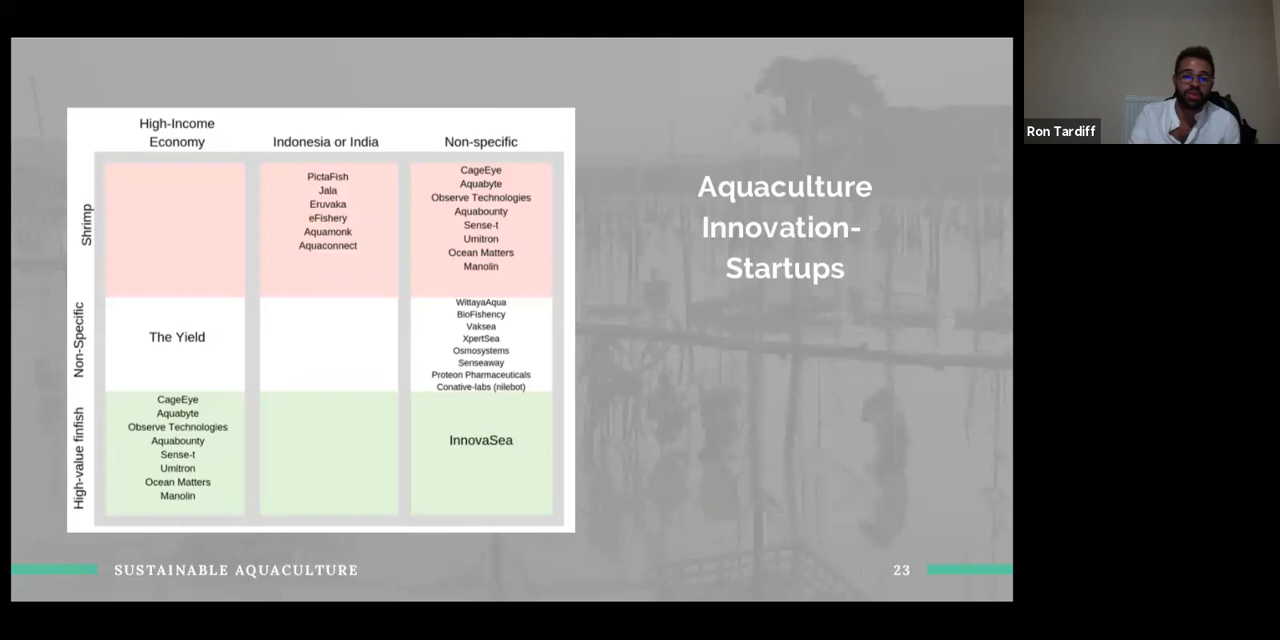 High-Income
Economy
Indonesia or India
Non-specific
Shrimp
PictaFish
Jala
Eruvaka
eFishery
Aquamonk
Aquaconnect
CageEye
Aquabyte
Observe Technologies
Aquabounty
Sense-t
Umitron
Ocean Matters
Manolin
Non-Specific
The Yield
WittayaAqua
BioFishency
Vaksea
XpertSea
Osmosystems
Senseaway
Proteon Pharmaceuticals
Conative-labs (nilebot)
High-value finfish
CageEye
Aquabyte
Observe Technologies
Aquabounty
Sense-t
Umitron
Ocean Matters
Manolin
InnovaSea
Aquaculture
Innovation-
Startups
SUSTAINABLE AQUACULTURE
23
Ron Tardiff